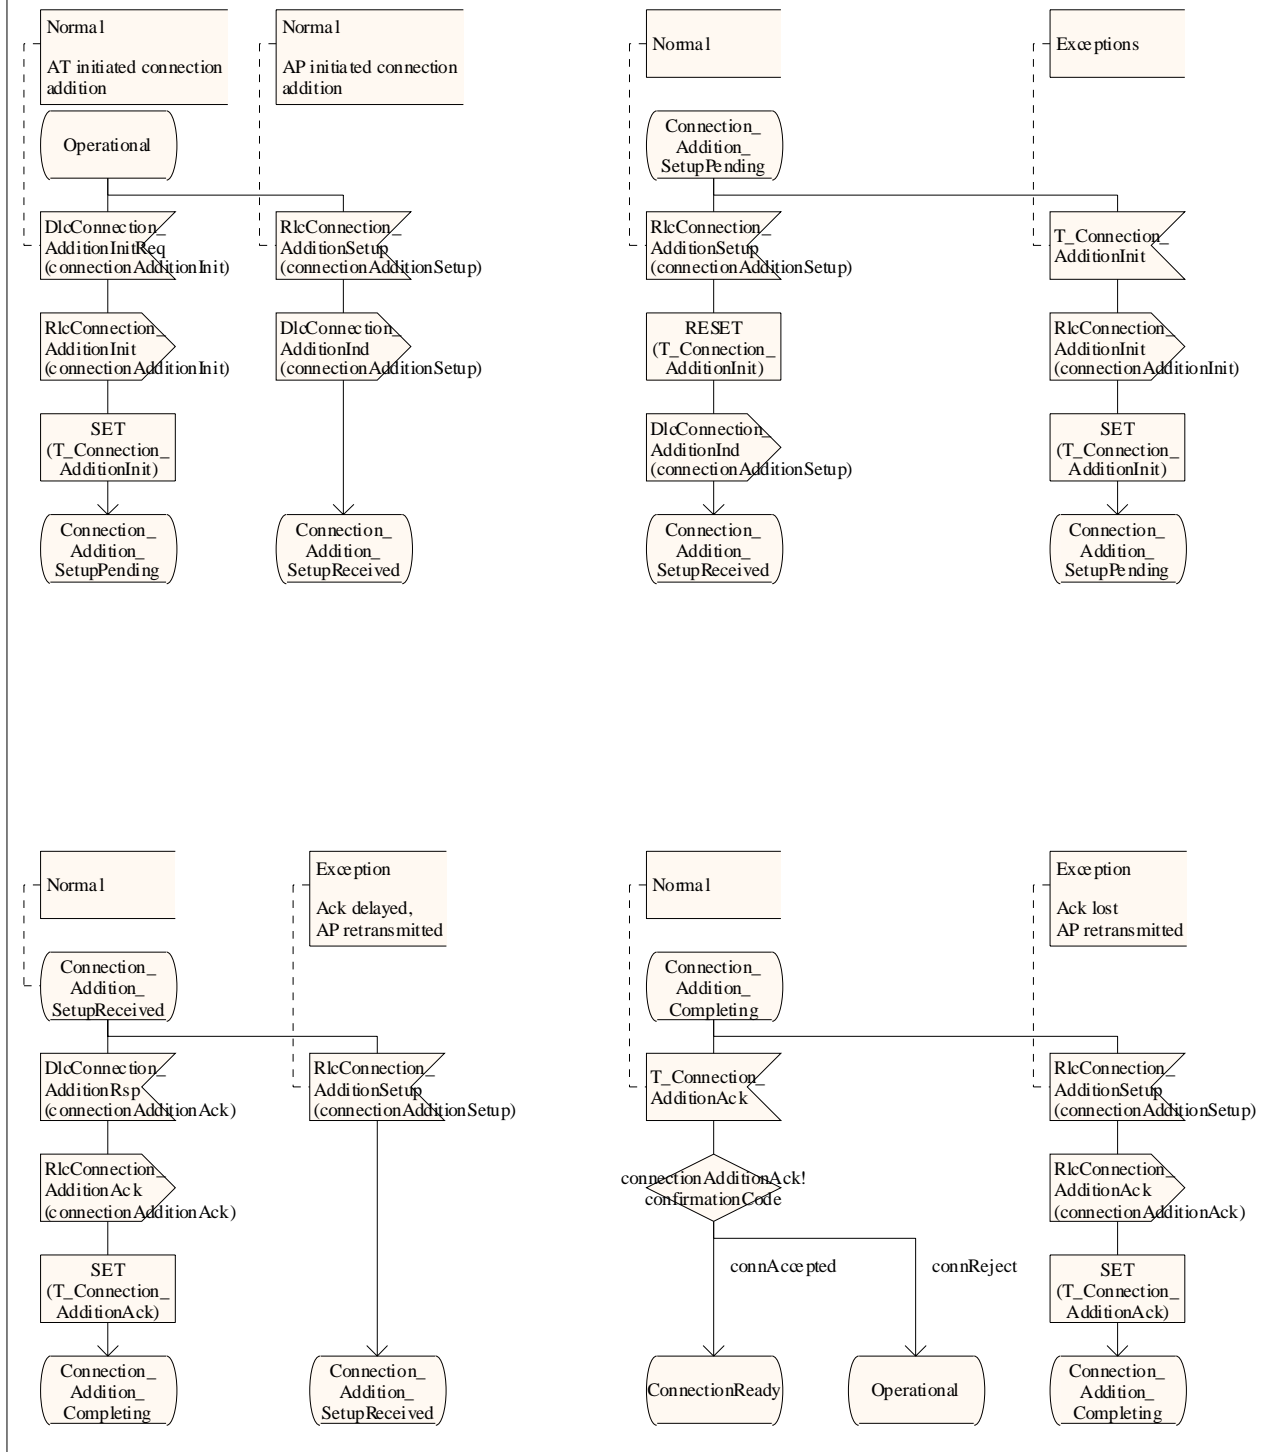 Normal
AT initiated connection
addition
Normal
AP initiated connection
addition
Operational
DlcConnection_
AdditionInitReq
(connectionAdditionInit)
RlcConnection_
AdditionSetup
(connectionAdditionSetup)
RlcConnection_
AdditionInit
(connectionAdditionInit)
DlcConnection_
AdditionInd
(connectionAdditionSetup)
SET
(T_Connection_
AdditionInit)
Connection_
Addition_
SetupPending
Connection_
Addition_
SetupReceived
Normal
Exceptions
Connection_
Addition_
SetupPending
RlcConnection_
AdditionSetup
(connectionAdditionSetup)
T_Connection_
AdditionInit
RESET
(T_Connection_
AdditionInit)
RlcConnection_
AdditionInit
(connectionAdditionInit)
DlcConnection_
AdditionInd
(connectionAdditionSetup)
SET
(T_Connection_
AdditionInit)
Connection_
Addition_
SetupReceived
Connection_
Addition_
SetupPending
Normal
Exception
Ack delayed,
AP retransmitted
Connection_
Addition_
SetupReceived
DlcConnection_
AdditionRsp
(connectionAdditionAck)
RlcConnection_
AdditionSetup
(connectionAdditionSetup)
RlcConnection_
AdditionAck
(connectionAdditionAck)
SET
(T_Connection_
AdditionAck)
Connection_
Addition_
Completing
Connection_
Addition_
SetupReceived
Normal
Exception
Ack lost
AP retransmitted
Connection_
Addition_
Completing
T_Connection_
AdditionAck
RlcConnection_
AdditionSetup
(connectionAdditionSetup)
connectionAdditionAck!
confirmationCode
RlcConnection_
AdditionAck
(connectionAdditionAck)
connAccepted
connReject
SET
(T_Connection_
AdditionAck)
ConnectionReady
Operational
Connection_
Addition_
Completing